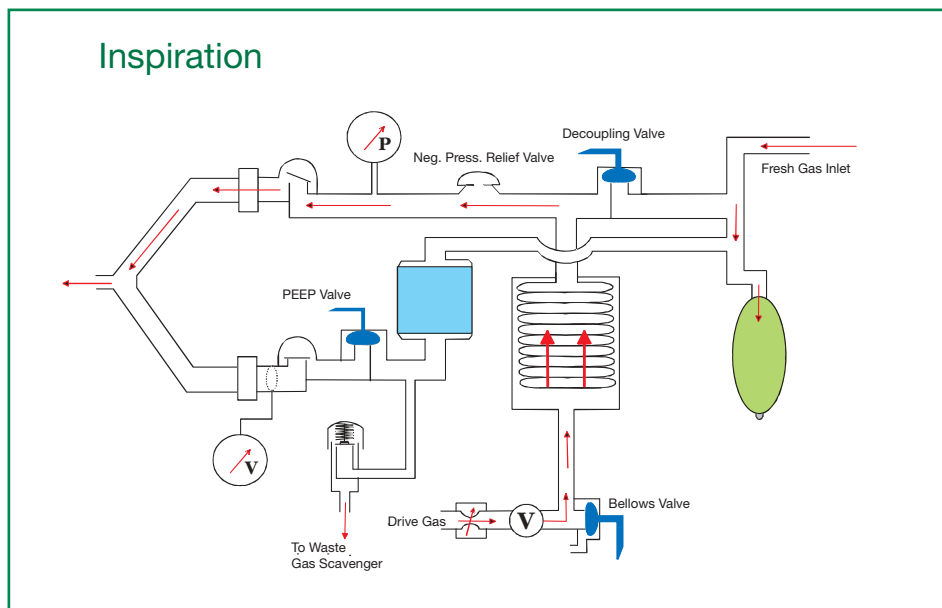 Inspiration
Decoupling Valve
P
Neg. Press. Relief Valve
Fresh Gas Inlet
PEEP Valve
V
Bellows Valve
Drive Gas
V
To Waste
Gas Scavenger